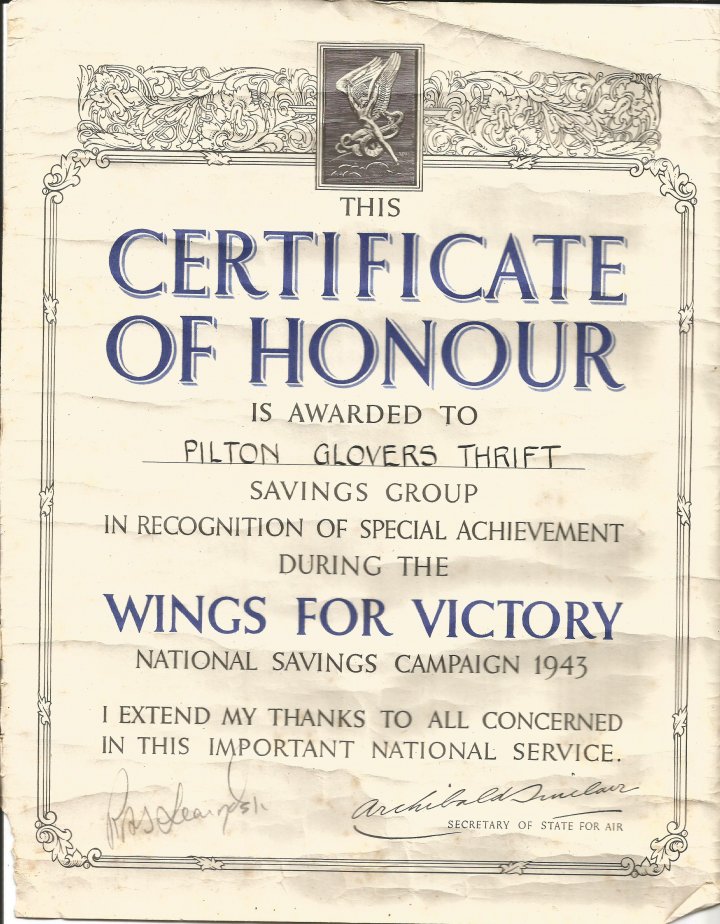 THIS
CERTIFICATE
OF HONOUR
IS AWARDED TO
PILTON GLOVERS THRIFT
SAVINGS GROUP
IN RECOGNITION OF SPECIAL ACHIEVEMENT
DURING THE
WINGS FOR VICTORY
NATIONAL SAVINGS CAMPAIGN 1943
I EXTEND MY THANKS TO ALL CONCERNED
IN THIS IMPORTANT NATIONAL SERVICE.
Archibald Sinclair
SECRETARY OF STATE FOR AIR